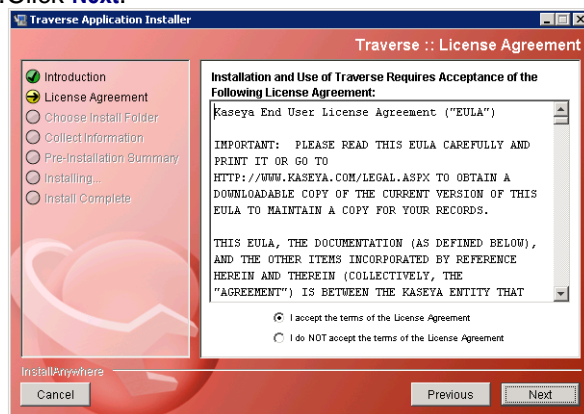 Click Next.
Traverse Application Installer
Traverse :: License Agreement
Introduction
License Agreement
Choose Install Folder
Collect Information
Pre-Installation Summary
Installing...
Install Complete
Installation and Use of Traverse Requires Acceptance of the
Following License Agreement:
Kaseya End User License Agreement ("EULA")
IMPORTANT: PLEASE READ THIS EULA CAREFULLY AND
PRINT IT OR GO TO
HTTP://WWW.KASEYA.COM/LEGAL.ASPX TO OBTAIN A
DOWNLOADABLE COPY OF THE CURRENT VERSION OF THIS
EULA TO MAINTAIN A COPY FOR YOUR RECORDS.
THIS EULA, THE DOCUMENTATION (AS DEFINED BELOW),
AND THE OTHER ITEMS INCORPORATED BY REFERENCE
HEREIN AND THEREIN (COLLECTIVELY, THE
"AGREEMENT") IS BETWEEN THE KASEYA ENTITY THAT
I accept the terms of the License Agreement
I do NOT accept the terms of the License Agreement
InstallAnywhere
Cancel
Previous
Next